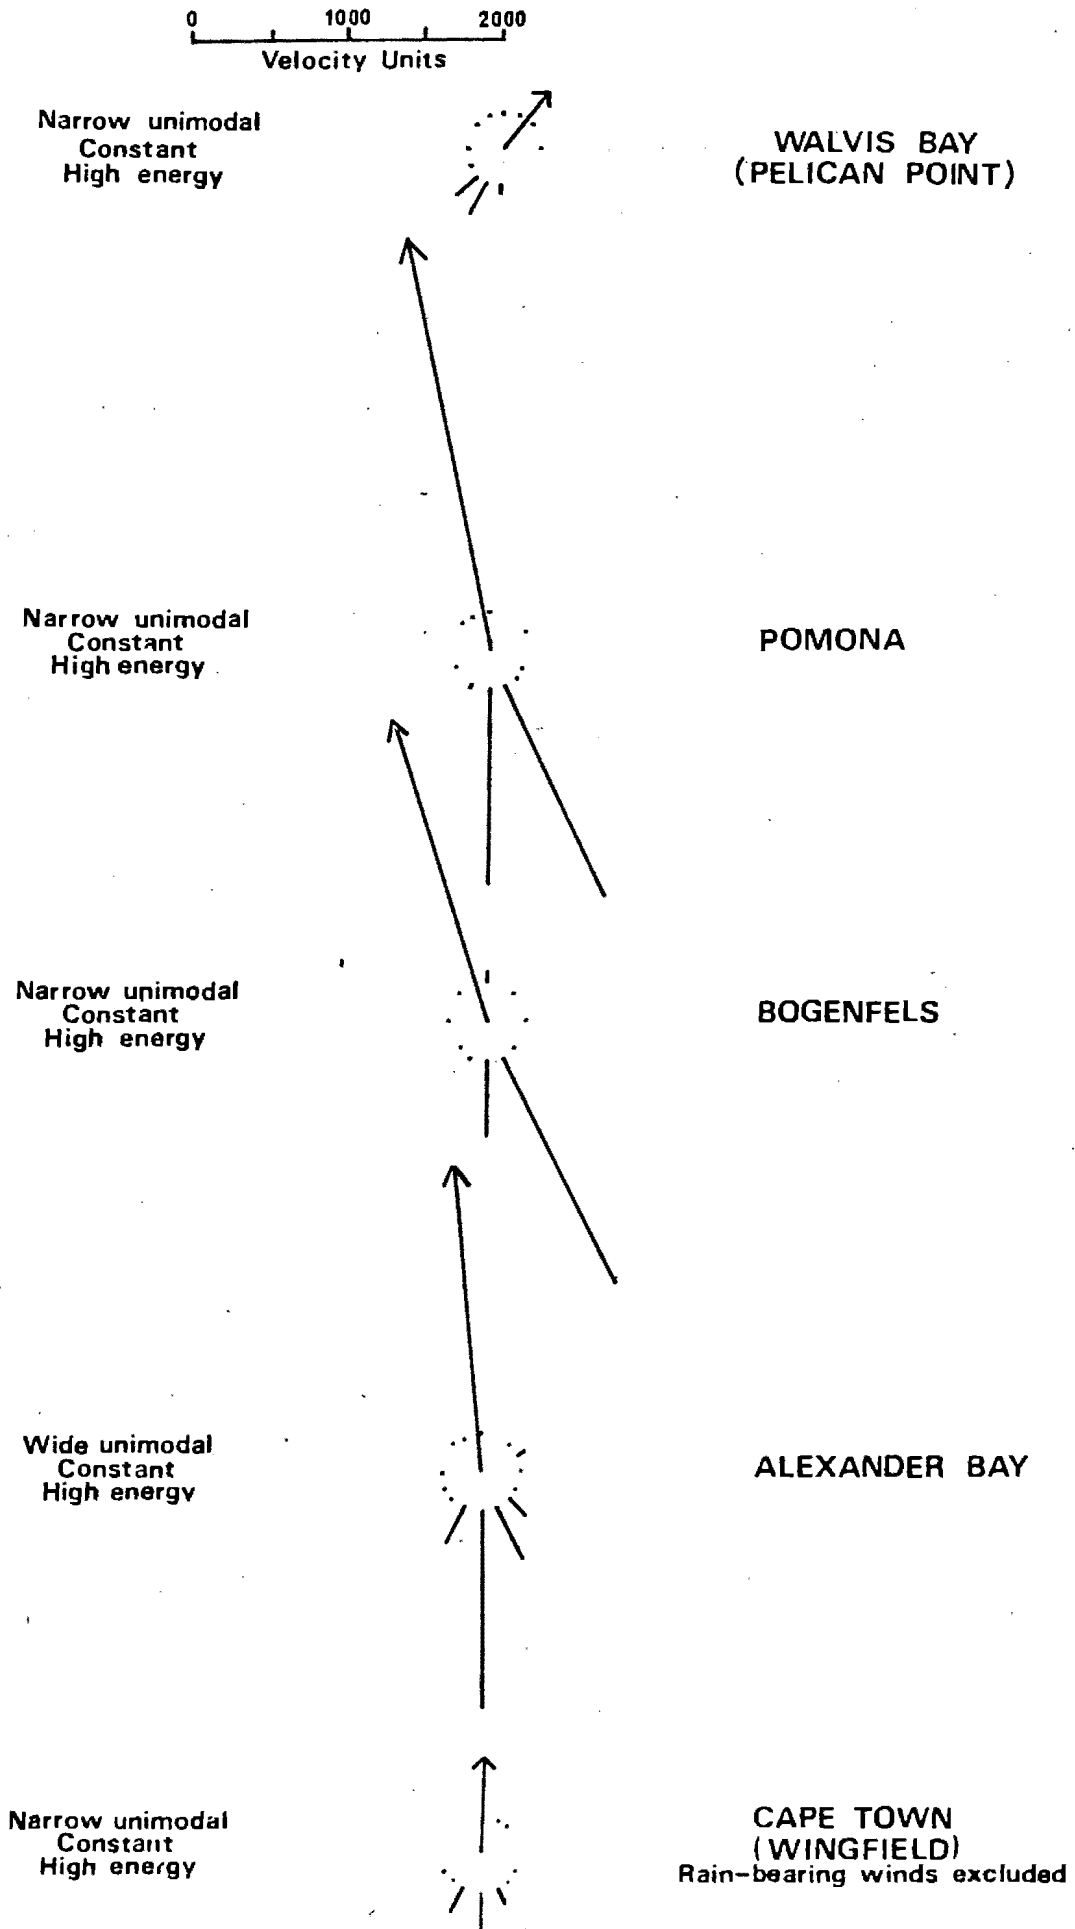 0 1000 2000
Velocity Units
Narrow unimodal
Constant
High energy
WALVIS BAY
(PELICAN POINT)
Narrow unimodal
Constant
High energy
POMONA
Narrow unimodal
Constant
High energy
BOGENFELS
Wide unimodal
Constant
High energy
ALEXANDER BAY
Narrow unimodal
Constant
High energy
CAPE TOWN
(WINGFIELD)
Rain-bearing winds excluded